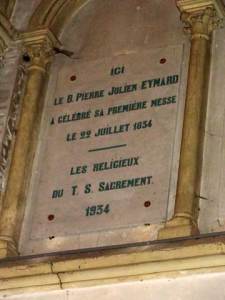 ICI
LE B. PIERRE JULIEN EYMARD
A CÉLÉBRÉ SA PREMIÈRE MESSE
LE 22 JUILLET 1834
LES RELIGIEUX
DU T. S. SACREMENT.
1934